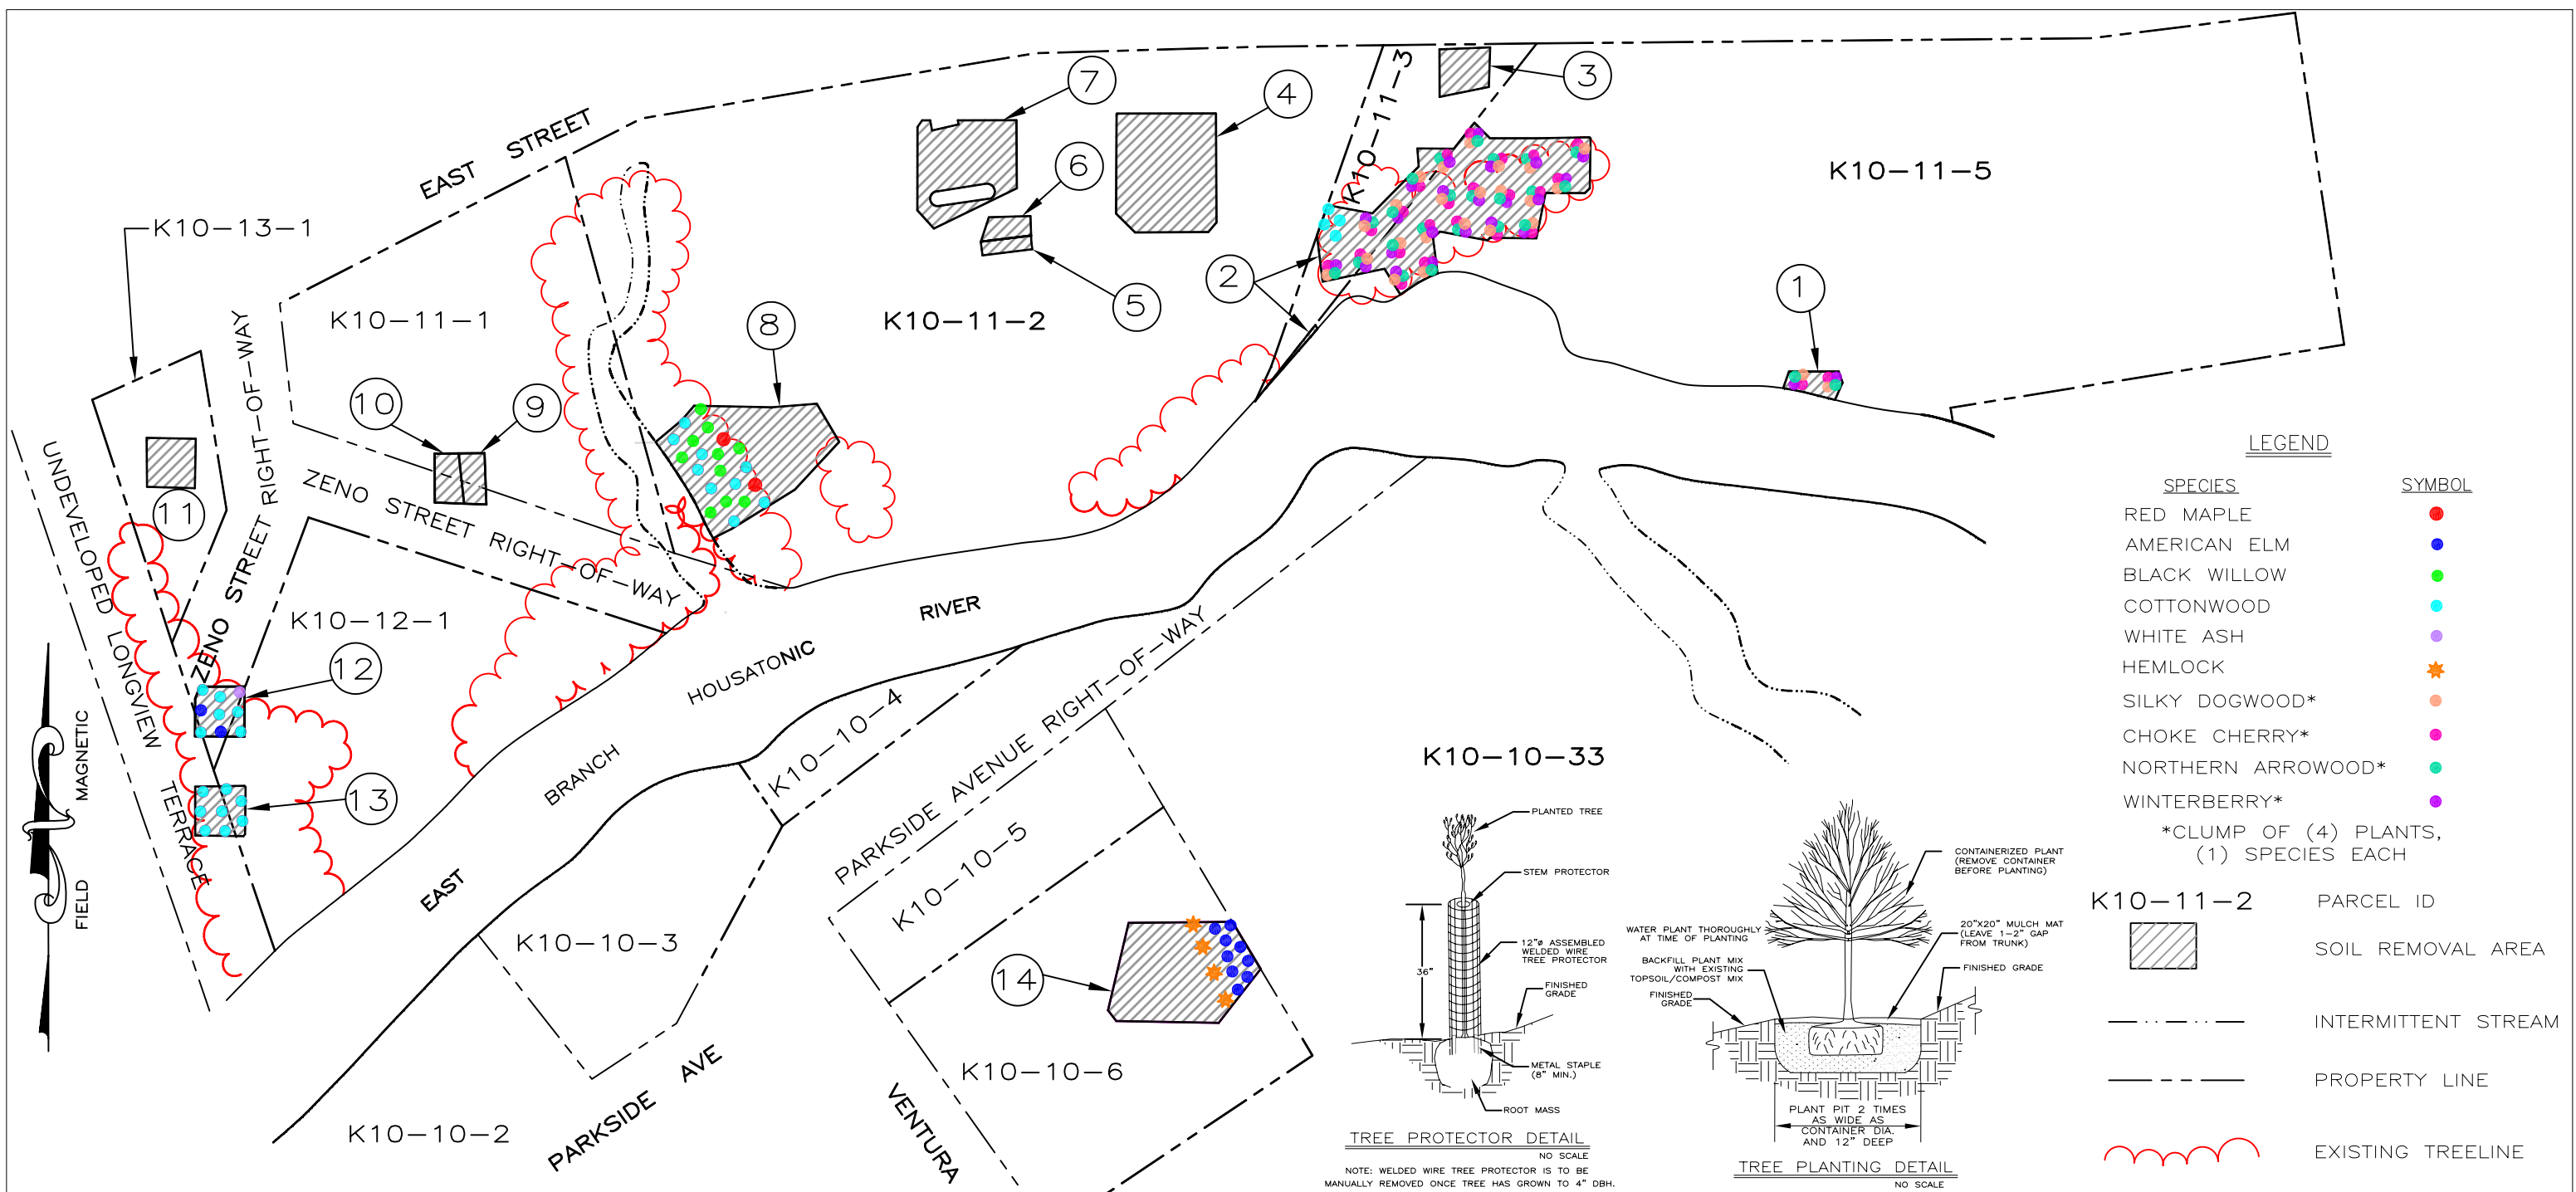 7
4
3
6
5
2
1
EAST STREET
K10-11-3
K10-11-5
K10-13-1
K10-11-1
K10-11-2
8
10
9
11
ZENO STREET RIGHT-OF-WAY
ZENO STREET RIGHT-OF-WAY
UNDEVELOPED LONGVIEW TERRACE
K10-12-1
12
13
MAGNETIC
FIELD
EAST BRANCH HOUSATONIC RIVER
K10-10-4
PARKSIDE AVENUE RIGHT-OF-WAY
K10-10-5
K10-10-3
14
K10-10-6
K10-10-2
PARKSIDE AVE
VENTURA
K10-10-33
PLANTED TREE
STEM PROTECTOR
12"ø ASSEMBLED
WELDED WIRE
TREE PROTECTOR
36"
FINISHED
GRADE
METAL STAPLE
(8" MIN.)
ROOT MASS
TREE PROTECTOR DETAIL
NO SCALE
NOTE: WELDED WIRE TREE PROTECTOR IS TO BE
MANUALLY REMOVED ONCE TREE HAS GROWN TO 4" DBH.
CONTAINERIZED PLANT
(REMOVE CONTAINER
BEFORE PLANTING)
WATER PLANT THOROUGHLY
AT TIME OF PLANTING
20"X20" MULCH MAT
(LEAVE 1-2" GAP
FROM TRUNK)
BACKFILL PLANT MIX
WITH EXISTING
TOPSOIL/COMPOST MIX
FINISHED GRADE
FINISHED
GRADE
PLANT PIT 2 TIMES
AS WIDE AS
CONTAINER DIA.
AND 12" DEEP
TREE PLANTING DETAIL
NO SCALE
LEGEND
SPECIES SYMBOL
RED MAPLE
AMERICAN ELM
BLACK WILLOW
COTTONWOOD
WHITE ASH
HEMLOCK
SILKY DOGWOOD*
CHOKE CHERRY*
NORTHERN ARROWOOD*
WINTERBERRY*
*CLUMP OF (4) PLANTS,
(1) SPECIES EACH
K10-11-2 PARCEL ID
SOIL REMOVAL AREA
INTERMITTENT STREAM
PROPERTY LINE
EXISTING TREELINE